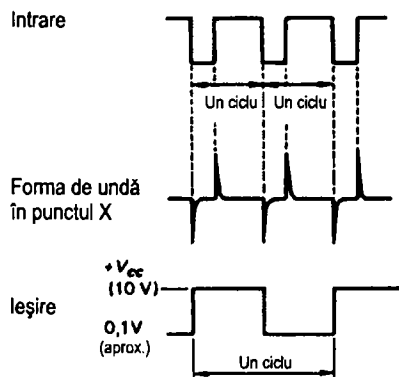 Intrare
Un ciclu
Un ciclu
Forma de undă
în punctul X
+Vcc
(10 V)
Ieşire
0,1V
(aprox.)
Un ciclu